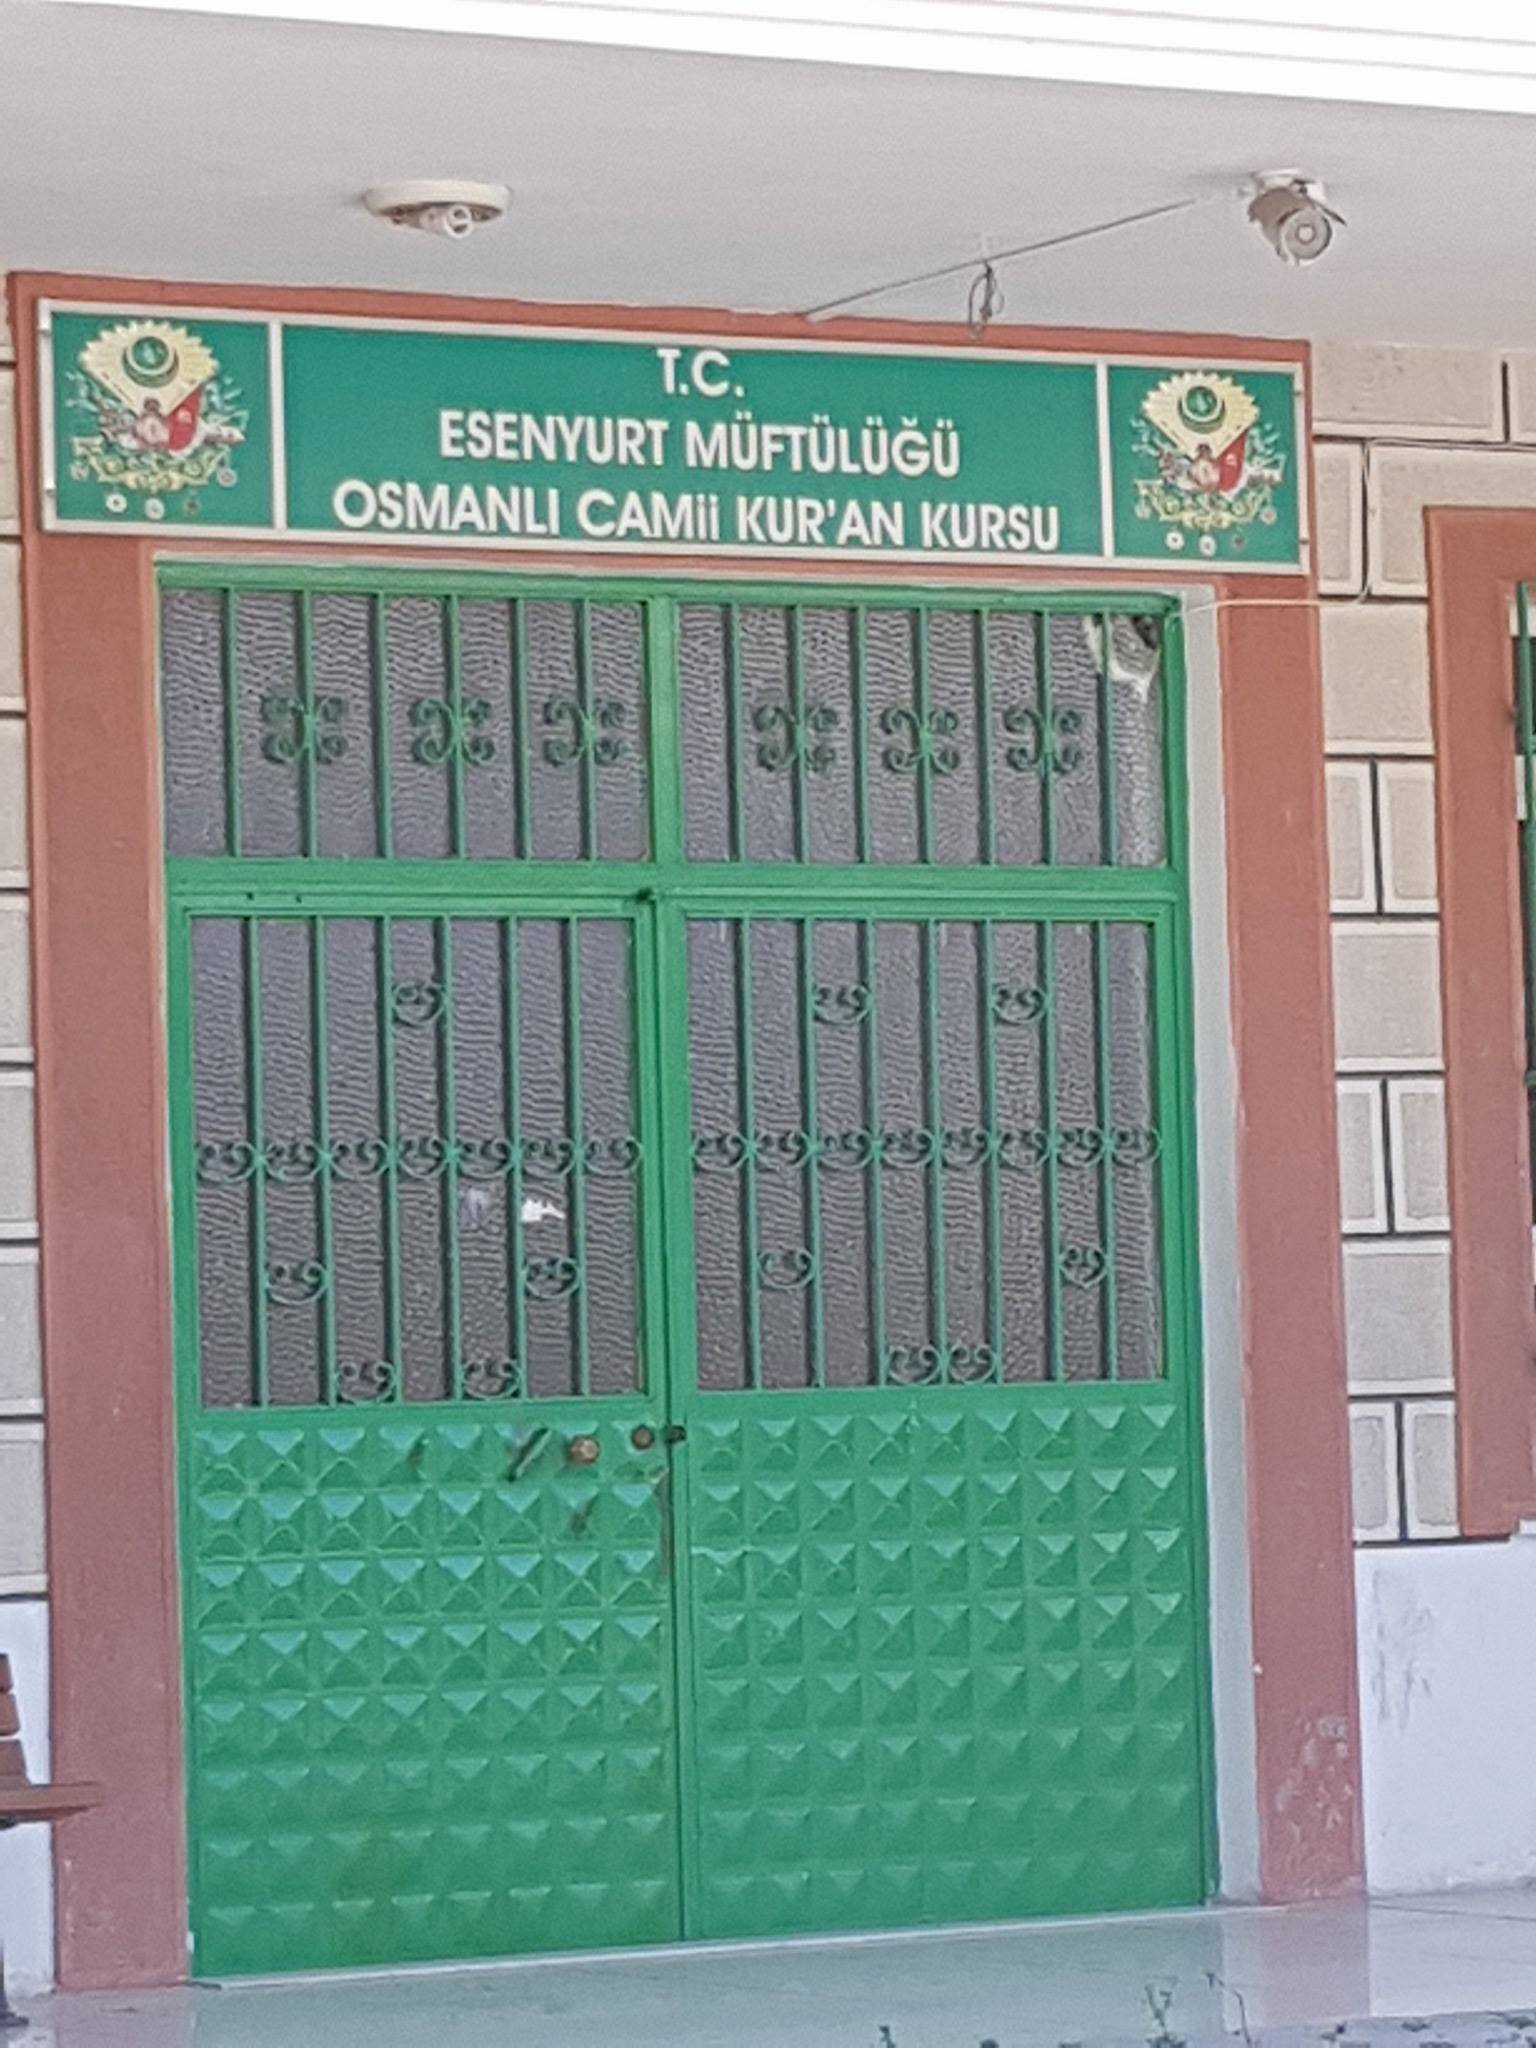 T.C.
ESENYURT MÜFTÜLÜĞÜ
OSMANLI CAMii KUR'AN KURSU